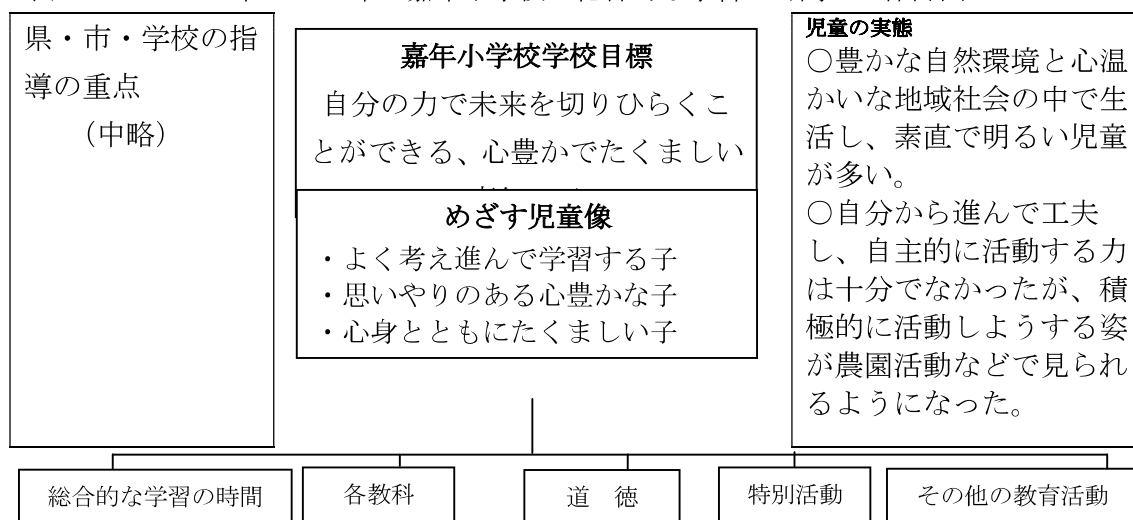 県・市・学校の指
導の重点
（中略）
嘉年小学校学校目標
自分の力で未来を切りひらくこ
とができる、心豊かでたくましい
めざす児童像
・よく考え進んで学習する子
・思いやりのある心豊かな子
・心身とともにたくましい子
児童の実態
○豊かな自然環境と心温
かいな地域社会の中で生
活し、素直で明るい児童
が多い。
○自分から進んで工夫
し、自主的に活動する力
は十分でなかったが、積
極的に活動しようする姿
が農園活動などで見られ
るようになった。
総合的な学習の時間
各教科
道　徳
特別活動
その他の教育活動